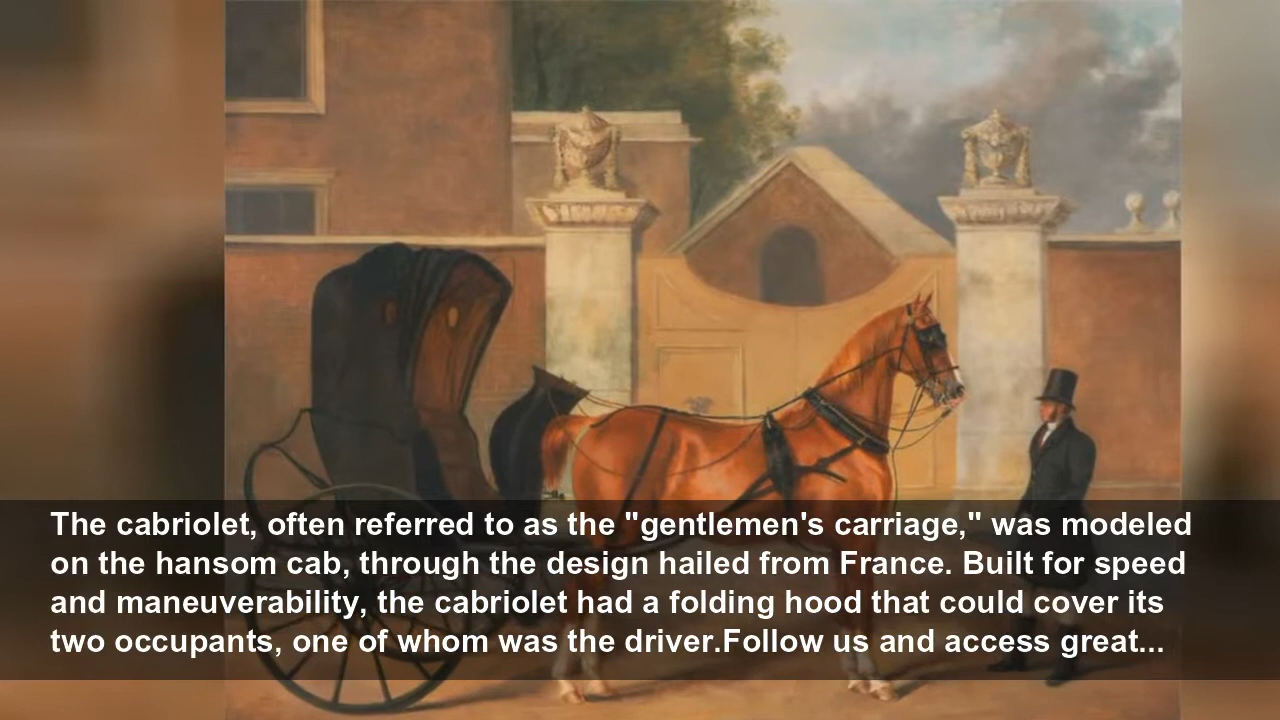 The cabriolet, often referred to as the "gentlemen's carriage," was modeled
on the hansom cab, through the design hailed from France. Built for speed
and maneuverability, the cabriolet had a folding hood that could cover its
two occupants, one of whom was the driver.Follow us and access great...